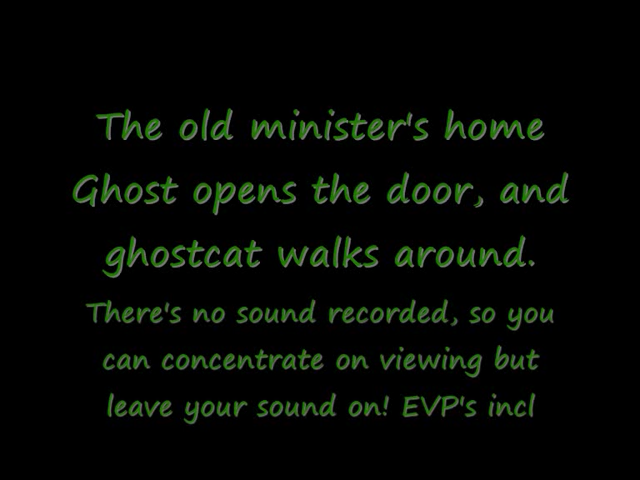 The old minister's home
Ghost opens the door, and
ghostcat walks around.
There's no sound recorded, so you
can concentrate on viewing but
leave your sound on! EVP's incl